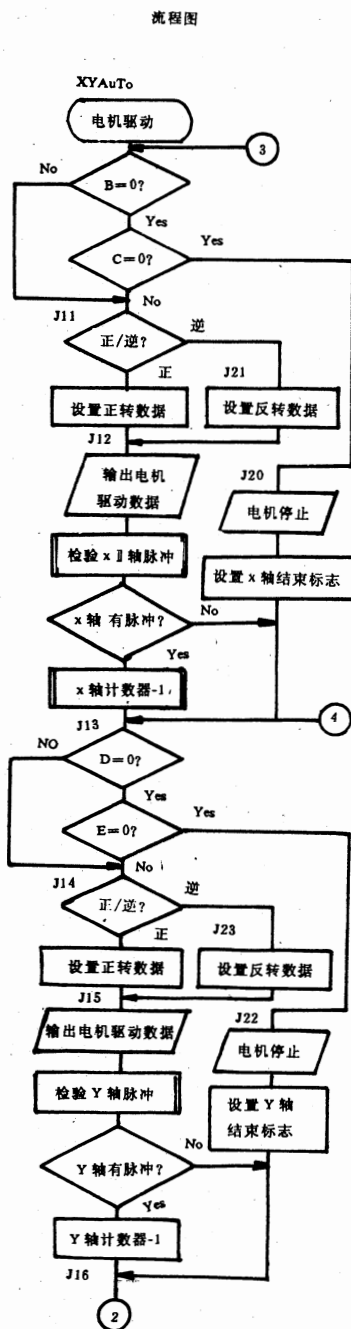 流程图
XYAuTo
电机驱动
3
No
B=0?
Yes
Yes
C=0?
No
J11
正/逆?
逆
正
J21
设置正转数据
设置反转数据
J12
输出电机
驱动数据
J20
电机停止
检验x轴脉冲
设置x轴结束标志
x轴有脉冲?
No
Yes
x轴计数器-1
J13
4
NO
D=0?
Yes
Yes
E=0?
No
J14
正/逆?
逆
正
J23
设置正转数据
设置反转数据
J15
J22
输出电机驱动数据
电机停止
检验Y轴脉冲
设置Y轴
结束标志
No
Y轴有脉冲?
Yes
Y轴计数器-1
J16
2